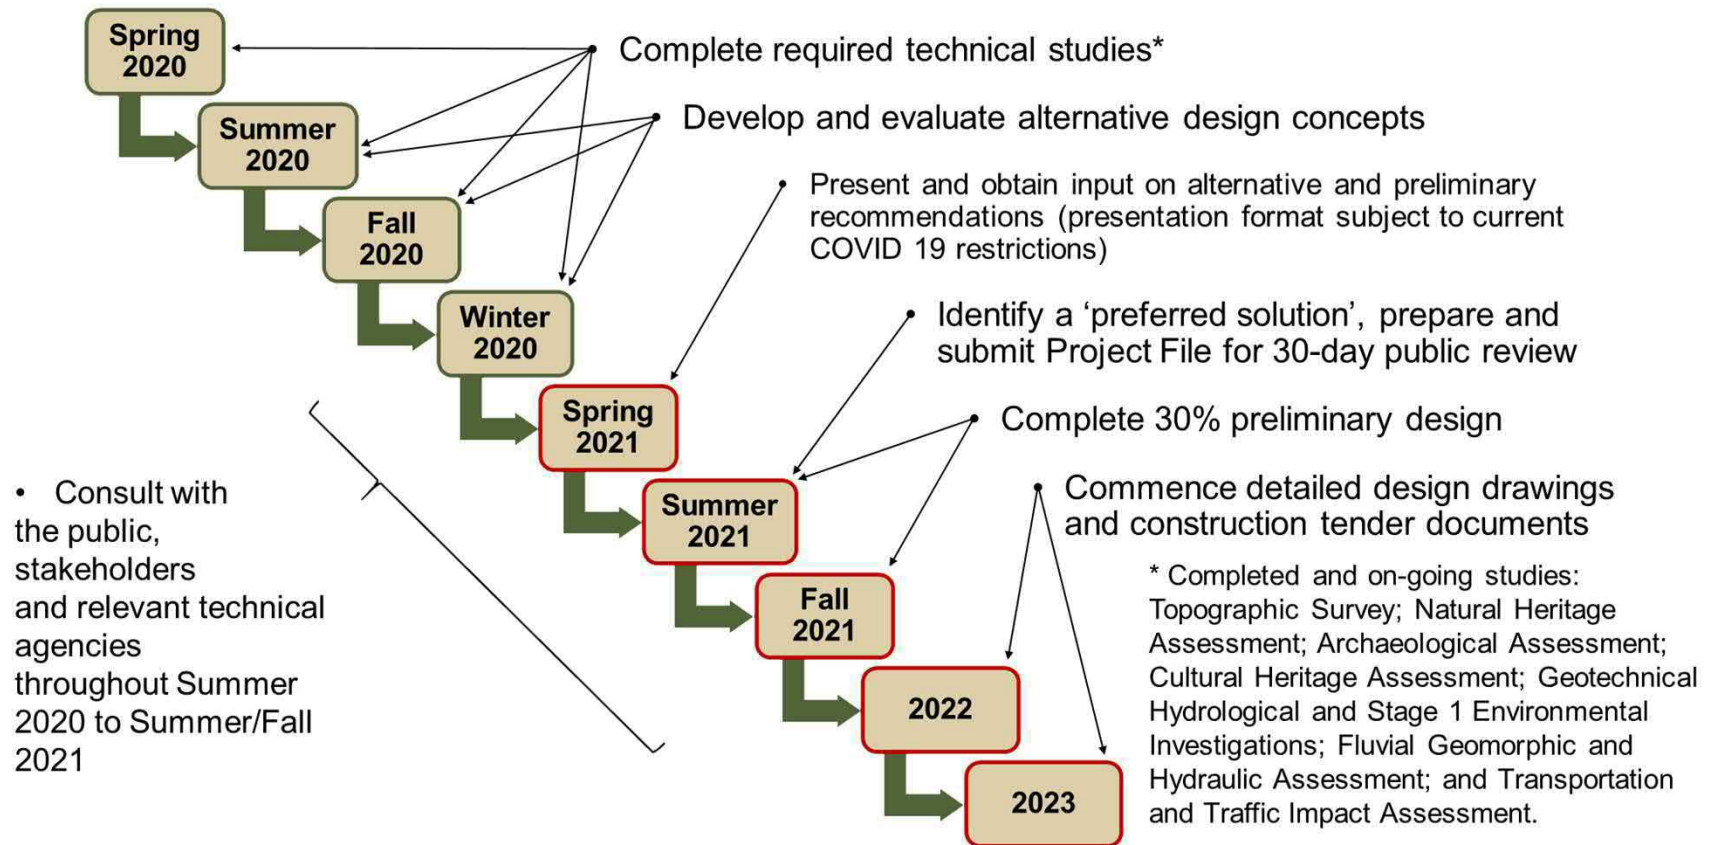 Spring
2020
Complete required technical studies*
Summer
2020
Develop and evaluate alternative design concepts
Fall
2020
Present and obtain input on alternative and preliminary
recommendations (presentation format subject to current
COVID 19 restrictions)
Winter
2020
Identify a ‘preferred solution’, prepare and
submit Project File for 30-day public review
Spring
2021
Complete 30% preliminary design
Summer
2021
Commence detailed design drawings
and construction tender documents
• Consult with
the public,
stakeholders
and relevant technical
agencies
throughout Summer
2020 to Summer/Fall
2021
Fall
2021
2022
2023
* Completed and on-going studies:
Topographic Survey; Natural Heritage
Assessment; Archaeological Assessment;
Cultural Heritage Assessment; Geotechnical
Hydrological and Stage 1 Environmental
Investigations; Fluvial Geomorphic and
Hydraulic Assessment; and Transportation
and Traffic Impact Assessment.